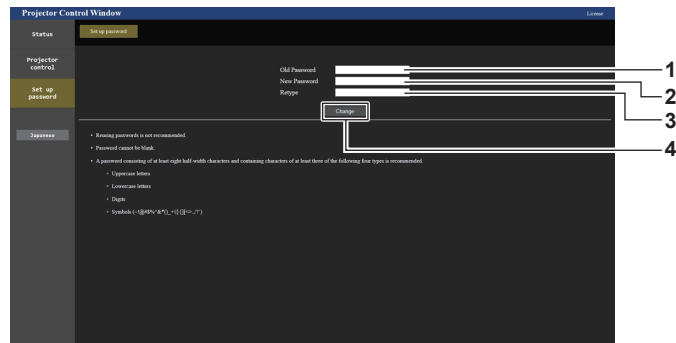 Projector Control Window
License
Status
Set up password
Projector
control
Set up
password
Japanese
Old Password
New Password
Retype
Change
1
2
3
4
• Reusing passwords is not recommended.
• Password cannot be blank.
• A password consisting of at least eight half-width characters and containing characters of at least three of the following four types is recommended.
◦ Uppercase letters
◦ Lowercase letters
◦ Digits